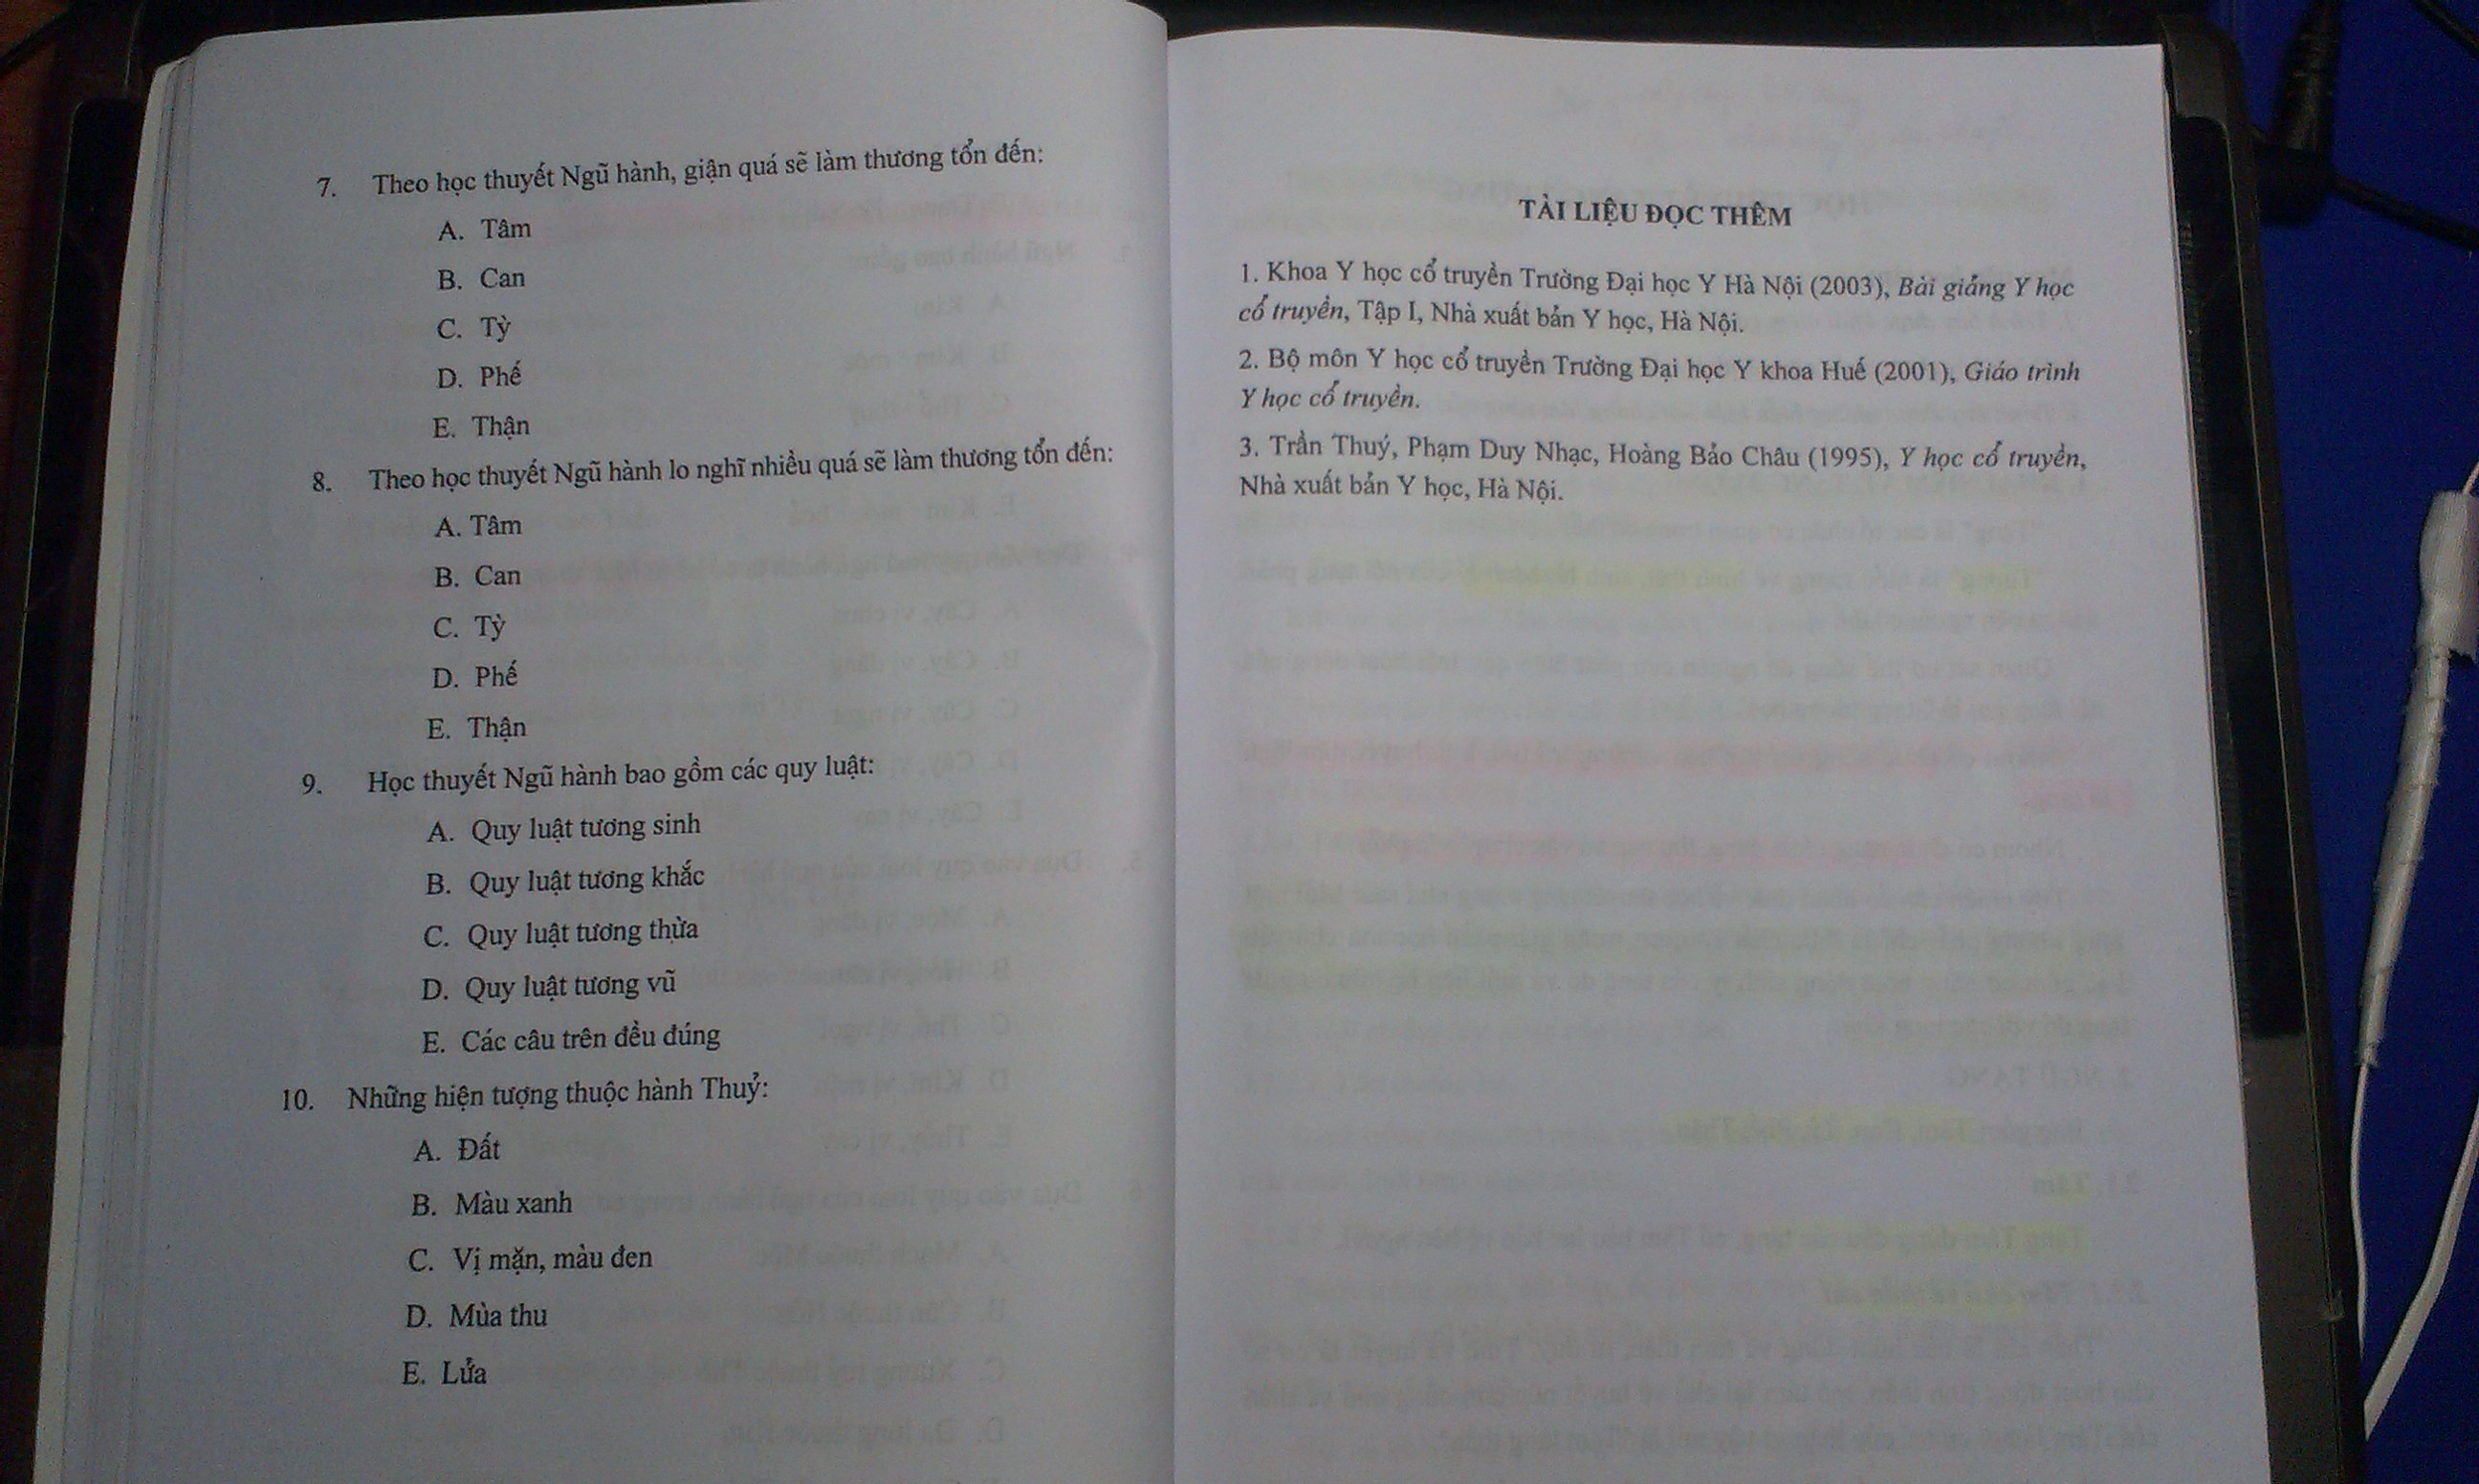 7. Theo học thuyết Ngũ hành, giận quá sẽ làm thương tổn đến:
A. Tâm
B. Can
C. Tỳ
D. Phế
E. Thận
8. Theo học thuyết Ngũ hành lo nghĩ nhiều quá sẽ làm thương tổn đến:
A. Tâm
B. Can
C. Tỳ
D. Phế
E. Thận
9. Học thuyết Ngũ hành bao gồm các quy luật:
A. Quy luật tương sinh
B. Quy luật tương khắc
C. Quy luật tương thừa
D. Quy luật tương vũ
E. Các câu trên đều đúng
10. Những hiện tượng thuộc hành Thuỷ:
A. Đất
B. Màu xanh
C. Vị mặn, màu đen
D. Mùa thu
E. Lửa
TÀI LIỆU ĐỌC THÊM
1. Khoa Y học cổ truyền Trường Đại học Y Hà Nội (2003), Bài giảng Y học
cổ truyền, Tập I, Nhà xuất bản Y học, Hà Nội.
2. Bộ môn Y học cổ truyền Trường Đại học Y khoa Huế (2001), Giáo trình
Y học cổ truyền.
3. Trần Thuý, Phạm Duy Nhạc, Hoàng Bảo Châu (1995), Y học cổ truyền,
Nhà xuất bản Y học, Hà Nội.